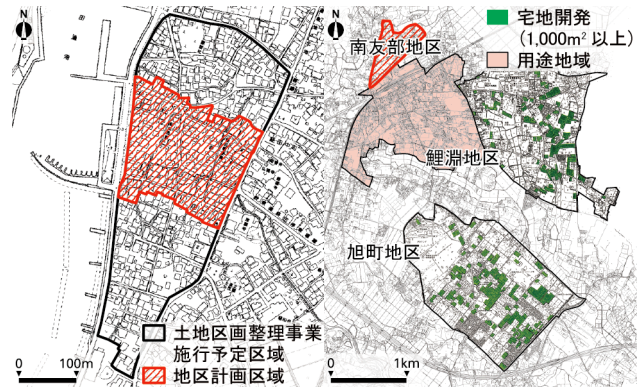 N
土地区画整理事業
施行予定区域
地区計画区域
0 100m
N
宅地開発
(1,000m² 以上)
用途地域
南友部地区
鯉淵地区
旭町地区
0 1km